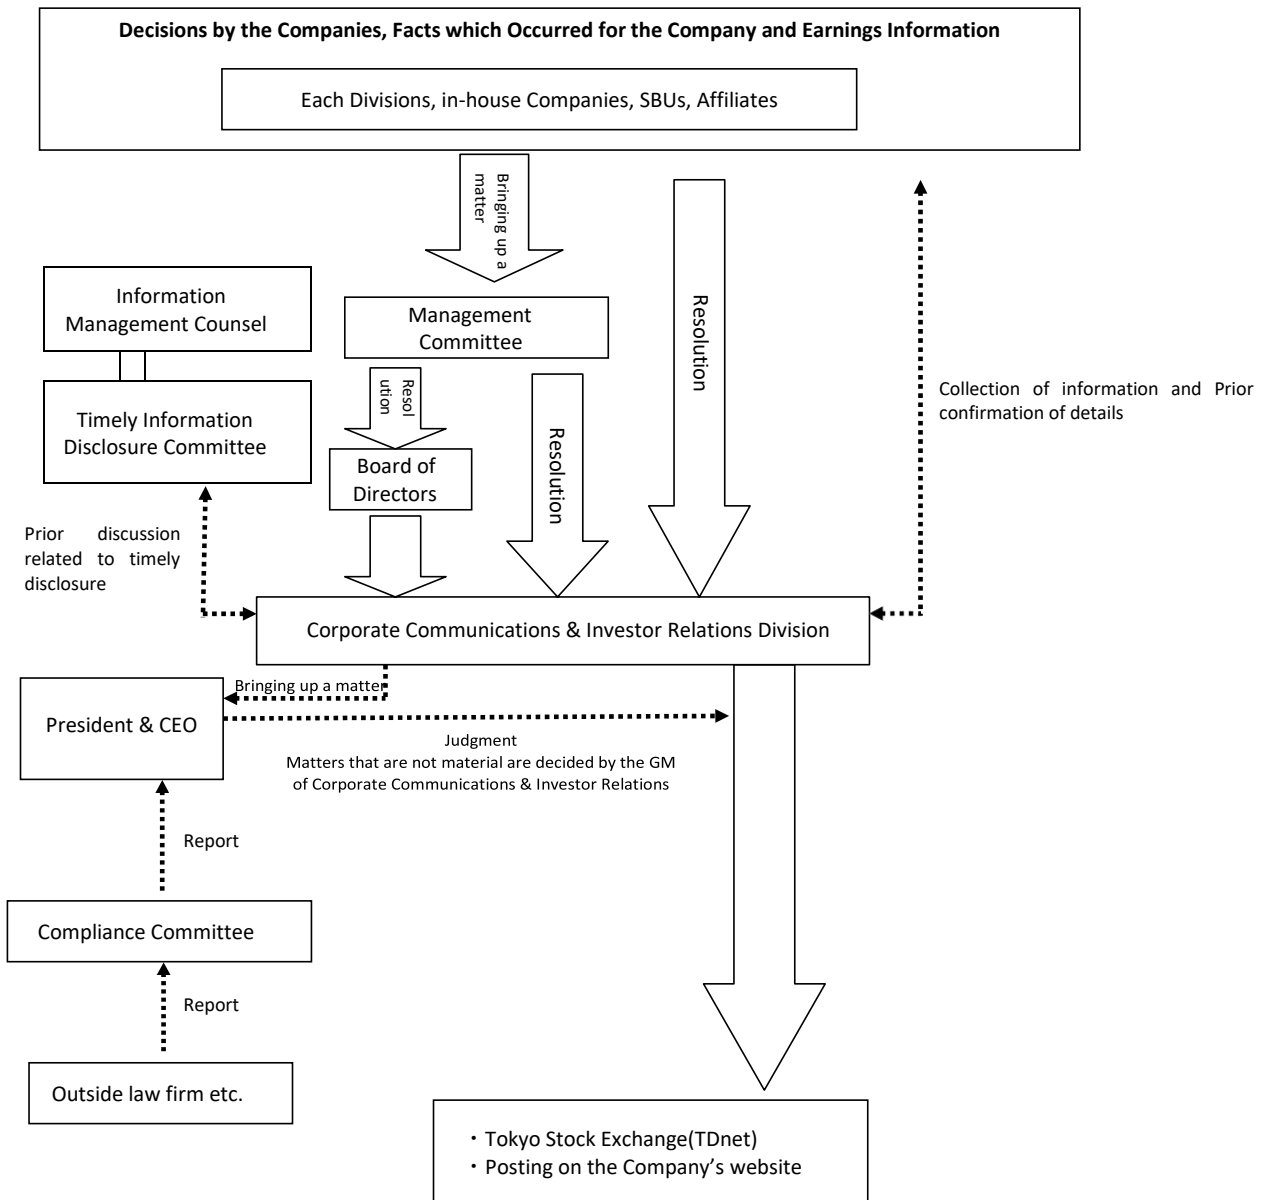 Decisions by the Companies, Facts which Occurred for the Company and Earnings Information
Each Divisions, in-house Companies, SBUs, Affiliates
Bringing up a
matter
Resolution
Information
Management Counsel
Management
Committee
Collection of information and Prior
confirmation of details
Resol
ution
Resolution
Timely Information
Disclosure Committee
Board of
Directors
Prior discussion
related to timely
disclosure
Corporate Communications & Investor Relations Division
Bringing up a matter
President & CEO
Judgment
Matters that are not material are decided by the GM
of Corporate Communications & Investor Relations
Report
Compliance Committee
Report
Outside law firm etc.
・Tokyo Stock Exchange(TDnet)
・Posting on the Company’s website